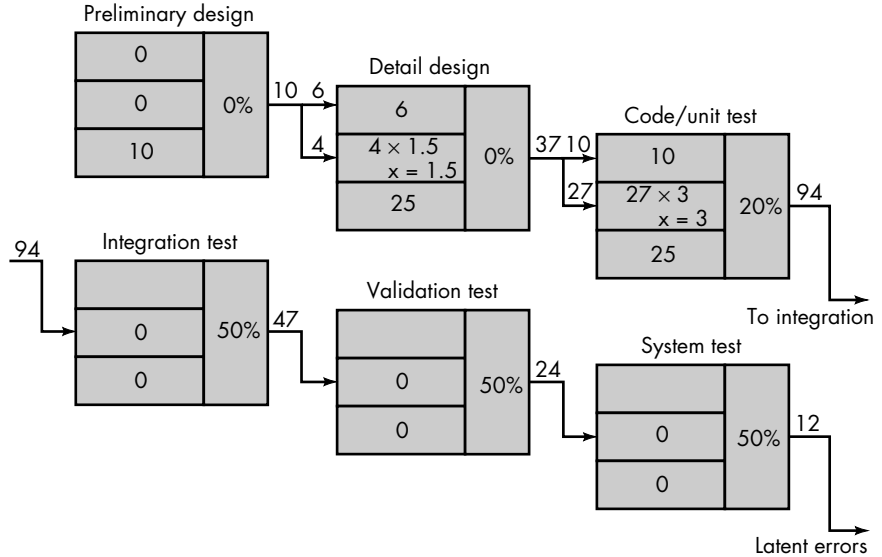 Preliminary design
0
0
10
0%
10
6
4
Detail design
6
4 × 1.5
x = 1.5
25
0%
37
10
27
Code/unit test
10
27 × 3
x = 3
25
20%
94
To integration
94
Integration test
0
0
50%
47
Validation test
0
0
50%
24
System test
0
0
50%
12
Latent errors